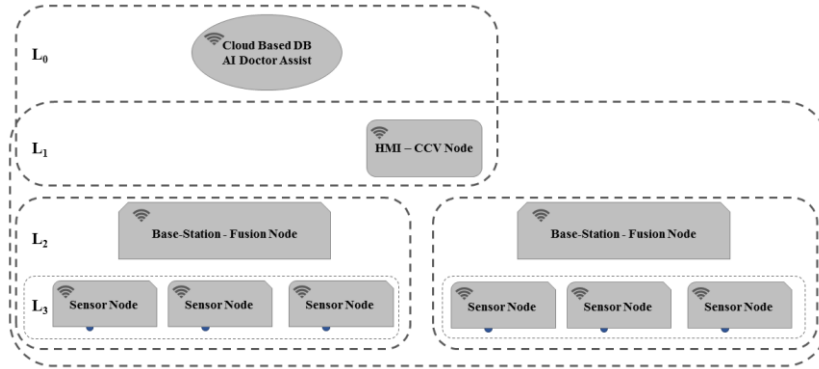 L₀
Cloud Based DB
AI Doctor Assist
L₁
HMI – CCV Node
L₂
Base-Station - Fusion Node
Base-Station - Fusion Node
L₃
Sensor Node
Sensor Node
Sensor Node
Sensor Node
Sensor Node
Sensor Node